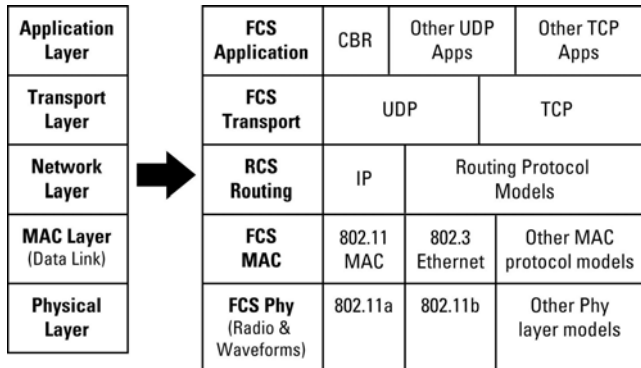 Application
Layer
FCS
Application
CBR
Other UDP
Apps
Other TCP
Apps
Transport
Layer
FCS
Transport
UDP
TCP
Network
Layer
RCS
Routing
IP
Routing Protocol
Models
MAC Layer
(Data Link)
FCS
MAC
802.11
MAC
802.3
Ethernet
Other MAC
protocol models
Physical
Layer
FCS Phy
(Radio &
Waveforms)
802.11a
802.11b
Other Phy
layer models